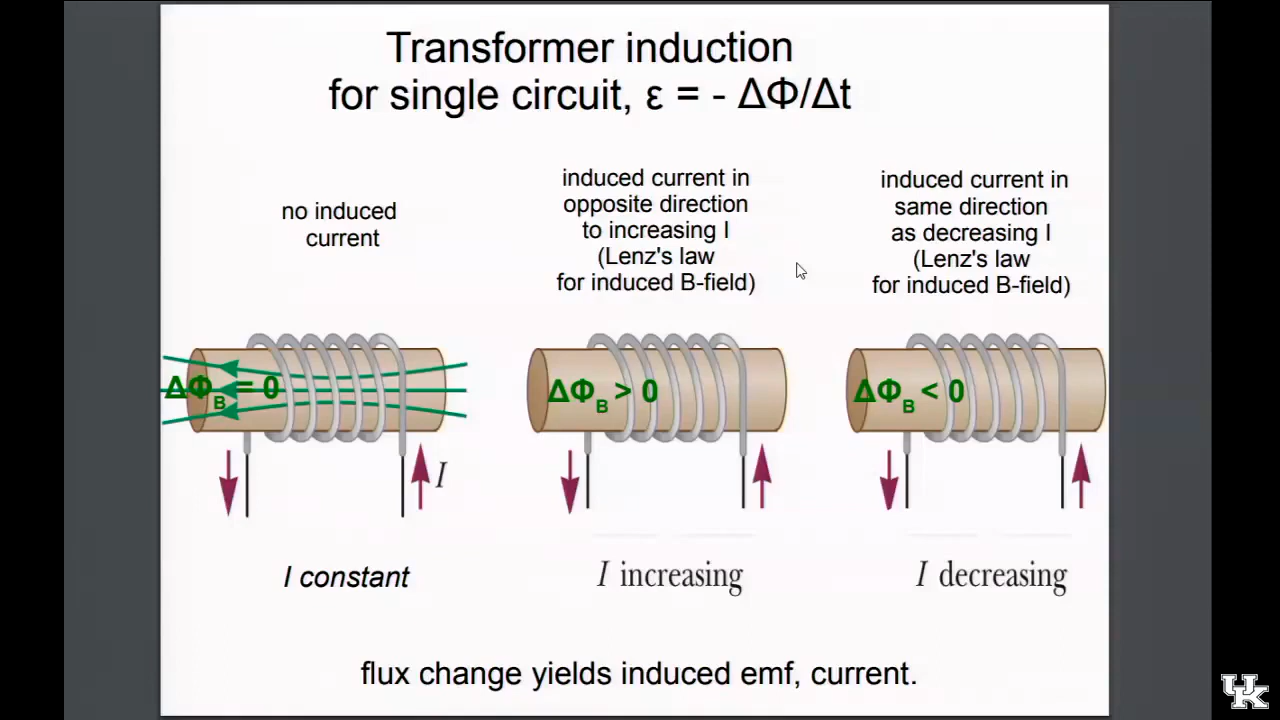 Transformer induction
for single circuit, ε = - ΔΦ/Δt
no induced
current
induced current in
opposite direction
to increasing I
(Lenz's law
for induced B-field)
induced current in
same direction
as decreasing I
(Lenz's law
for induced B-field)
ΔΦB = 0
ΔΦB > 0
ΔΦB < 0
I
I constant
I increasing
I decreasing
flux change yields induced emf, current.
UK